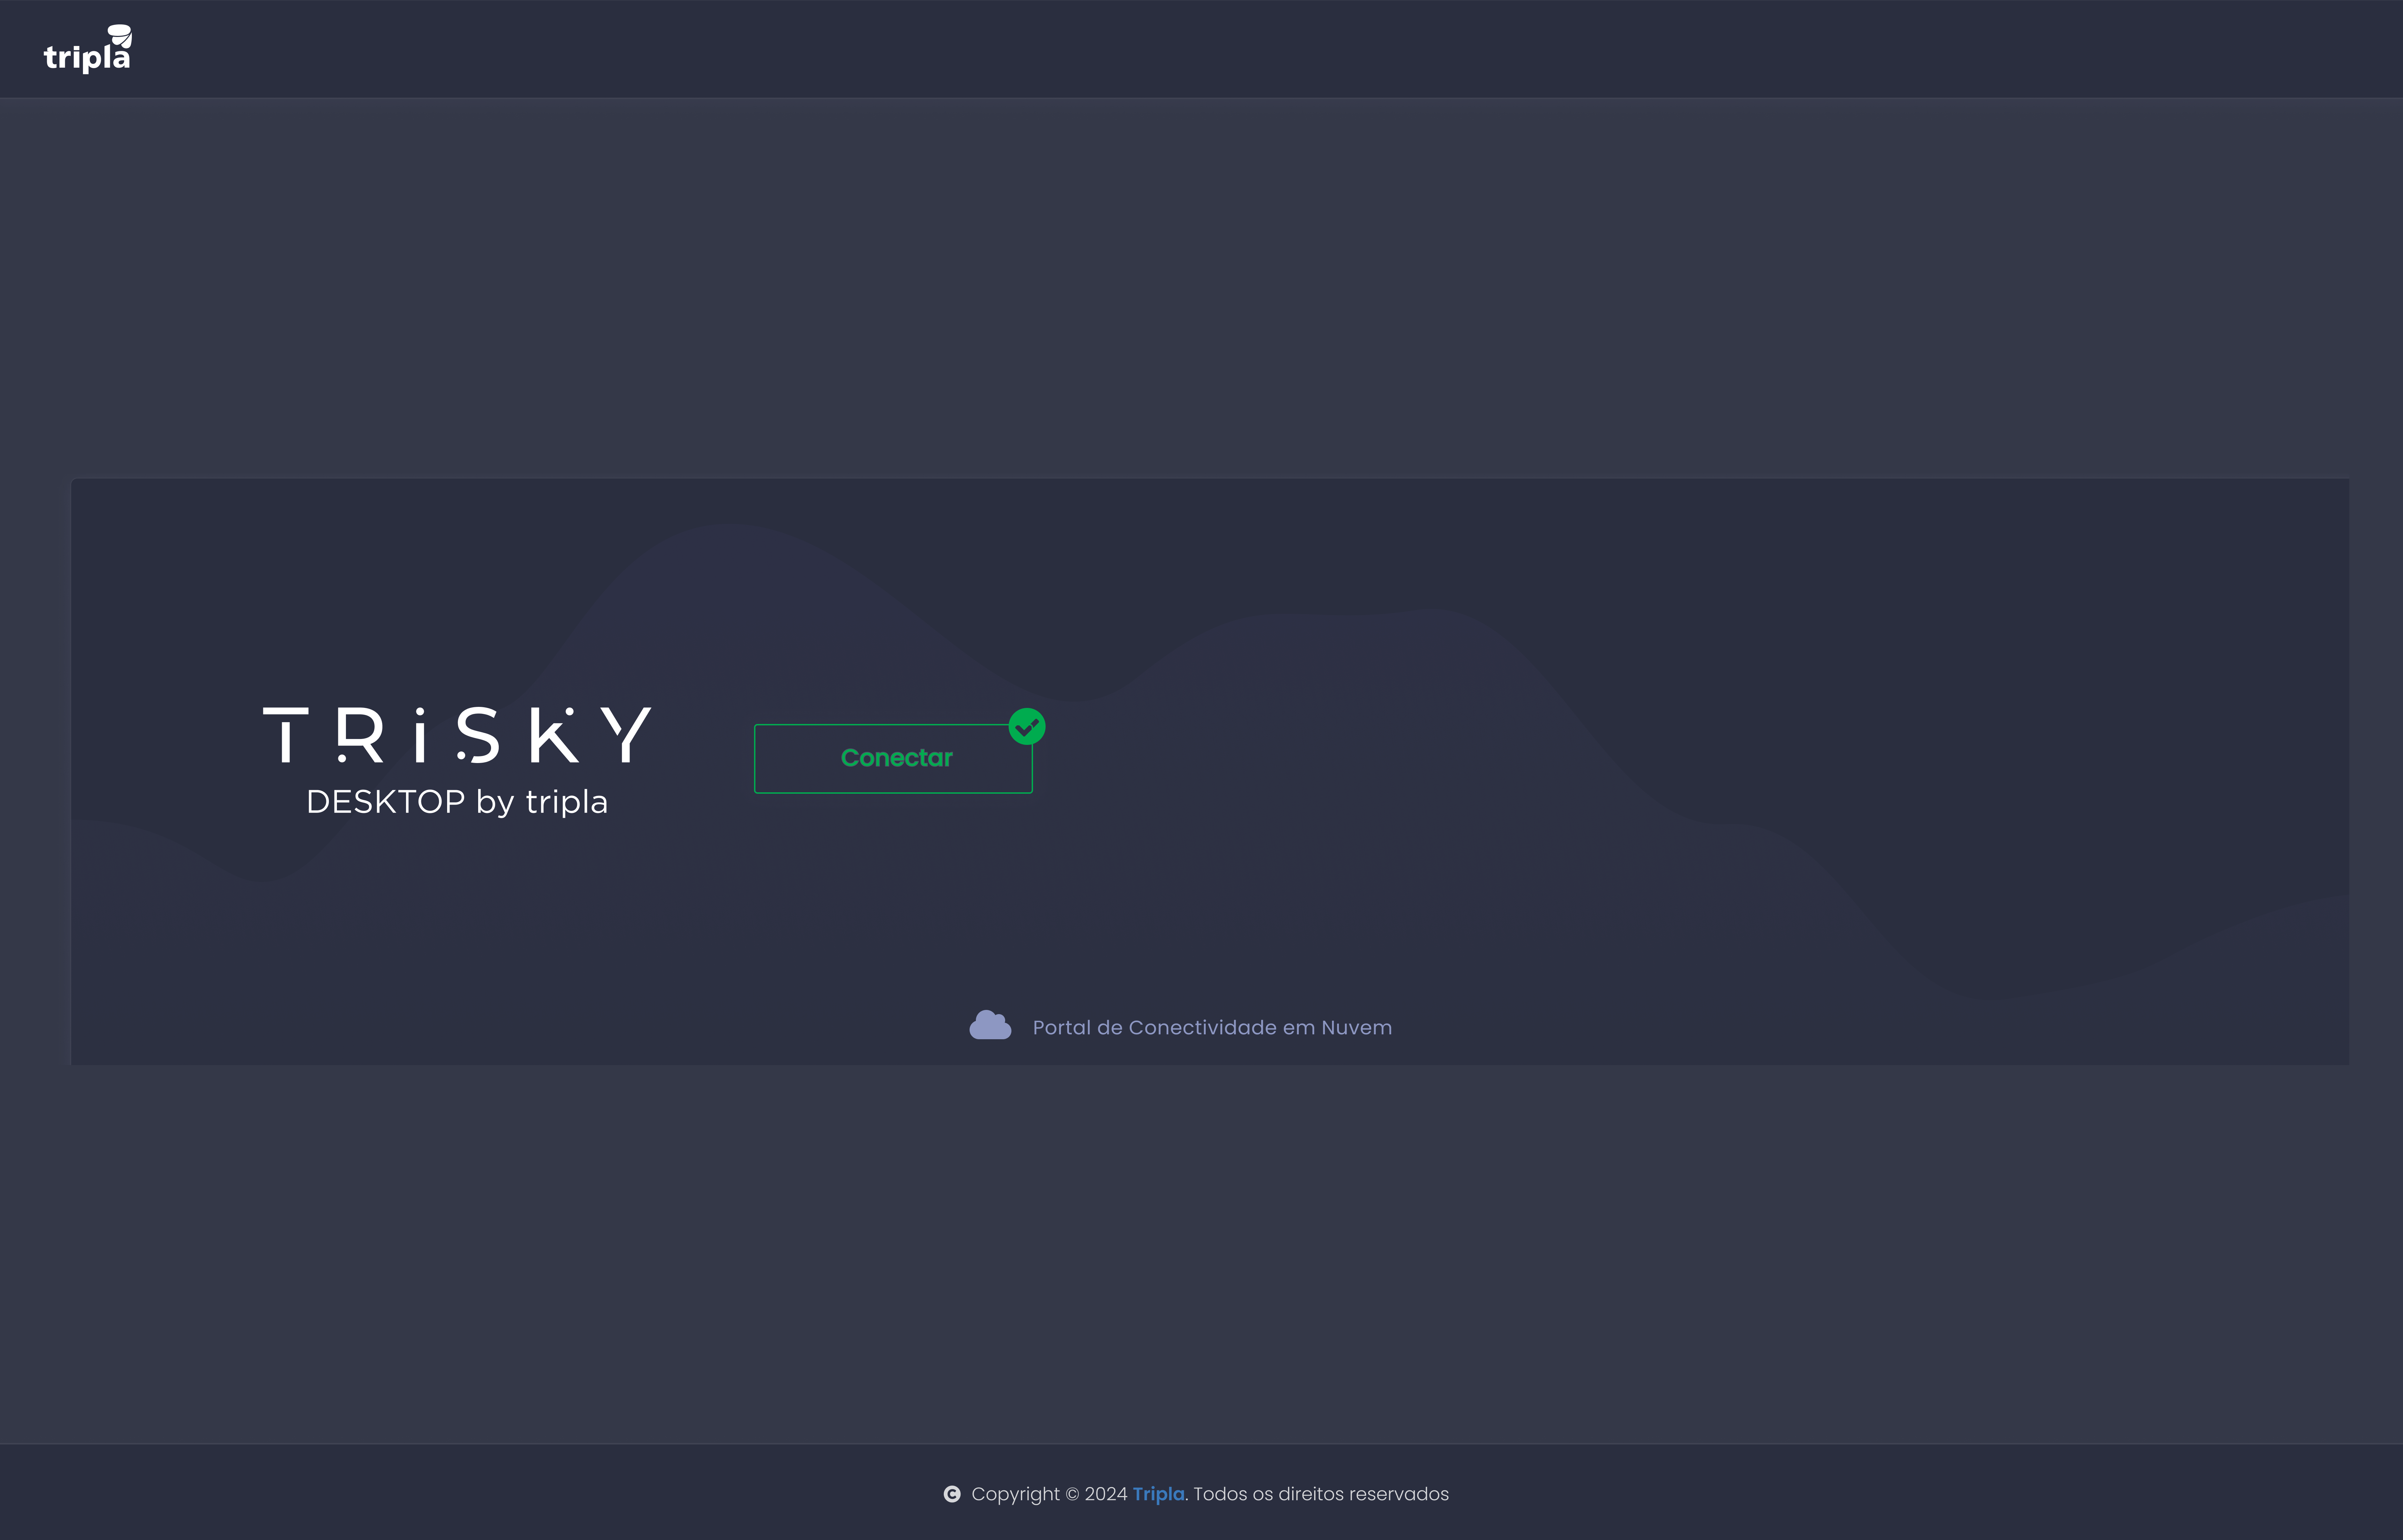 tripla
TRiSKY
DESKTOP by tripla
Conectar
Portal de Conectividade em Nuvem
Copyright © 2024 Tripla. Todos os direitos reservados